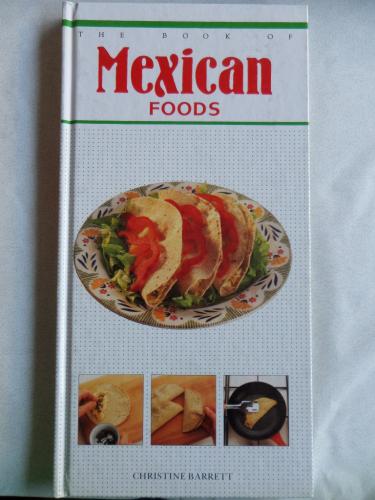 THE BOOK OF
Mexican
FOODS
CHRISTINE BARRETT